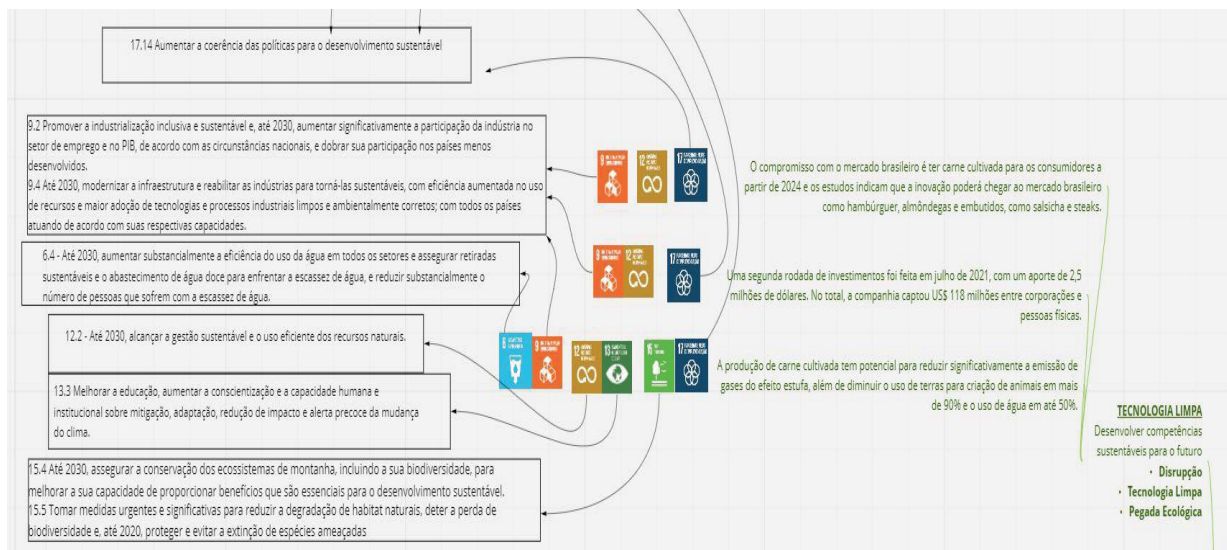 17.14 Aumentar a coerência das políticas para o desenvolvimento sustentável
9.2 Promover a industrialização inclusiva e sustentável e, até 2030, aumentar significativamente a participação da indústria no
setor de emprego e no PIB, de acordo com as circunstâncias nacionais, e dobrar sua participação nos países menos
desenvolvidos.
9.4 Até 2030, modernizar a infraestrutura e reabilitar as indústrias para torná-las sustentáveis, com eficiência aumentada no uso
de recursos e maior adoção de tecnologias e processos industriais limpos e ambientalmente corretos; com todos os países
atuando de acordo com suas respectivas capacidades.
6.4 - Até 2030, aumentar substancialmente a eficiência do uso da água em todos os setores e assegurar retiradas
sustentáveis e o abastecimento de água doce para enfrentar a escassez de água, e reduzir substancialmente o
número de pessoas que sofrem com a escassez de água.
12.2 - Até 2030, alcançar a gestão sustentável e o uso eficiente dos recursos naturais.
13.3 Melhorar a educação, aumentar a conscientização e a capacidade humana e
institucional sobre mitigação, adaptação, redução de impacto e alerta precoce da mudança
do clima.
15.4 Até 2030, assegurar a conservação dos ecossistemas de montanha, incluindo a sua biodiversidade, para
melhorar a sua capacidade de proporcionar benefícios que são essenciais para o desenvolvimento sustentável.
15.5 Tomar medidas urgentes e significativas para reduzir a degradação de habitat naturais, deter a perda de
biodiversidade e, até 2020, proteger e evitar a extinção de espécies ameaçadas
9 12 17
9 12 17
6 9 12 13 15 17
O compromisso com o mercado brasileiro é ter carne cultivada para os consumidores a
partir de 2024 e os estudos indicam que a inovação poderá chegar ao mercado brasileiro
como hambúrguer, almôndegas e embutidos, como salsicha e steaks.
Uma segunda rodada de investimentos foi feita em julho de 2021, com um aporte de 2,5
milhões de dólares. No total, a companhia captou US$ 118 milhões entre corporações e
pessoas físicas.
A produção de carne cultivada tem potencial para reduzir significativamente a emissão de
gases do efeito estufa, além de diminuir o uso de terras para criação de animais em mais
de 90% e o uso de água em até 50%.
TECNOLOGIA LIMPA
Desenvolver competências
sustentáveis para o futuro
• Disrupção
• Tecnologia Limpa
• Pegada Ecológica